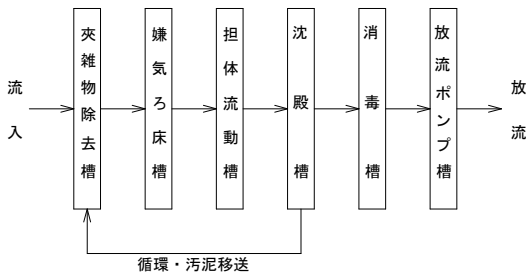 流入
夾雑物除去槽
嫌気ろ床槽
担体流動槽
沈殿槽
消毒槽
放流ポンプ槽
放流
循環・汚泥移送